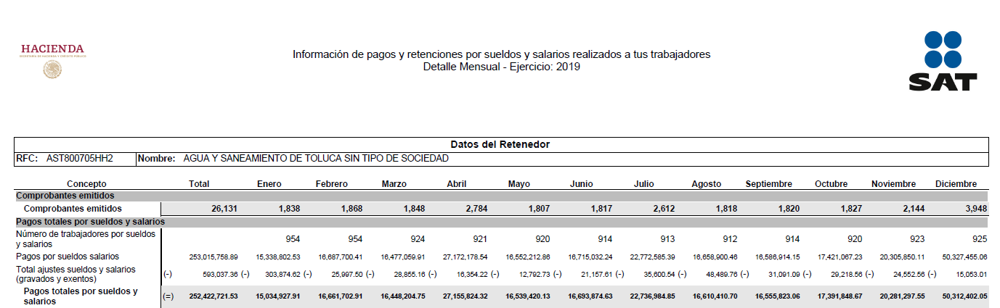 HACIENDA
SECRETARÍA DE HACIENDA Y CRÉDITO PÚBLICO
Información de pagos y retenciones por sueldos y salarios realizados a tus trabajadores
Detalle Mensual - Ejercicio: 2019
SAT
Datos del Retenedor
RFC: AST800705HH2 Nombre: AGUA Y SANEAMIENTO DE TOLUCA SIN TIPO DE SOCIEDAD
Concepto Total Enero Febrero Marzo Abril Mayo Junio Julio Agosto Septiembre Octubre Noviembre Diciembre
Comprobantes emitidos
Comprobantes emitidos 26,131 1,838 1,868 1,848 2,784 1,807 1,817 2,612 1,818 1,820 1,827 2,144 3,948
Pagos totales por sueldos y salarios
Número de trabajadores por sueldos
y salarios 954 954 924 921 920 914 913 912 914 920 923 925
Pagos por sueldos salarios 253,015,758.89 15,338,802.53 16,687,700.41 16,477,059.91 27,172,178.54 16,552,212.86 16,715,032.24 22,772,585.39 16,658,900.46 16,586,914.15 17,421,067.23 20,305,850.11 50,327,455.06
Total ajustes sueldos y salarios
(gravados y exentos) (-) 593,037.36 (-) 303,874.62 (-) 25,997.50 (-) 28,855.16 (-) 16,354.22 (-) 12,792.73 (-) 21,157.61 (-) 35,600.54 (-) 48,489.76 (-) 31,091.09 (-) 29,218.56 (-) 24,552.56 (-) 15,053.01
Pagos totales por sueldos y
salarios (=) 252,422,721.53 15,034,927.91 16,661,702.91 16,448,204.75 27,155,824.32 16,539,420.13 16,693,874.63 22,736,984.85 16,610,410.70 16,555,823.06 17,391,848.67 20,281,297.55 50,312,402.05